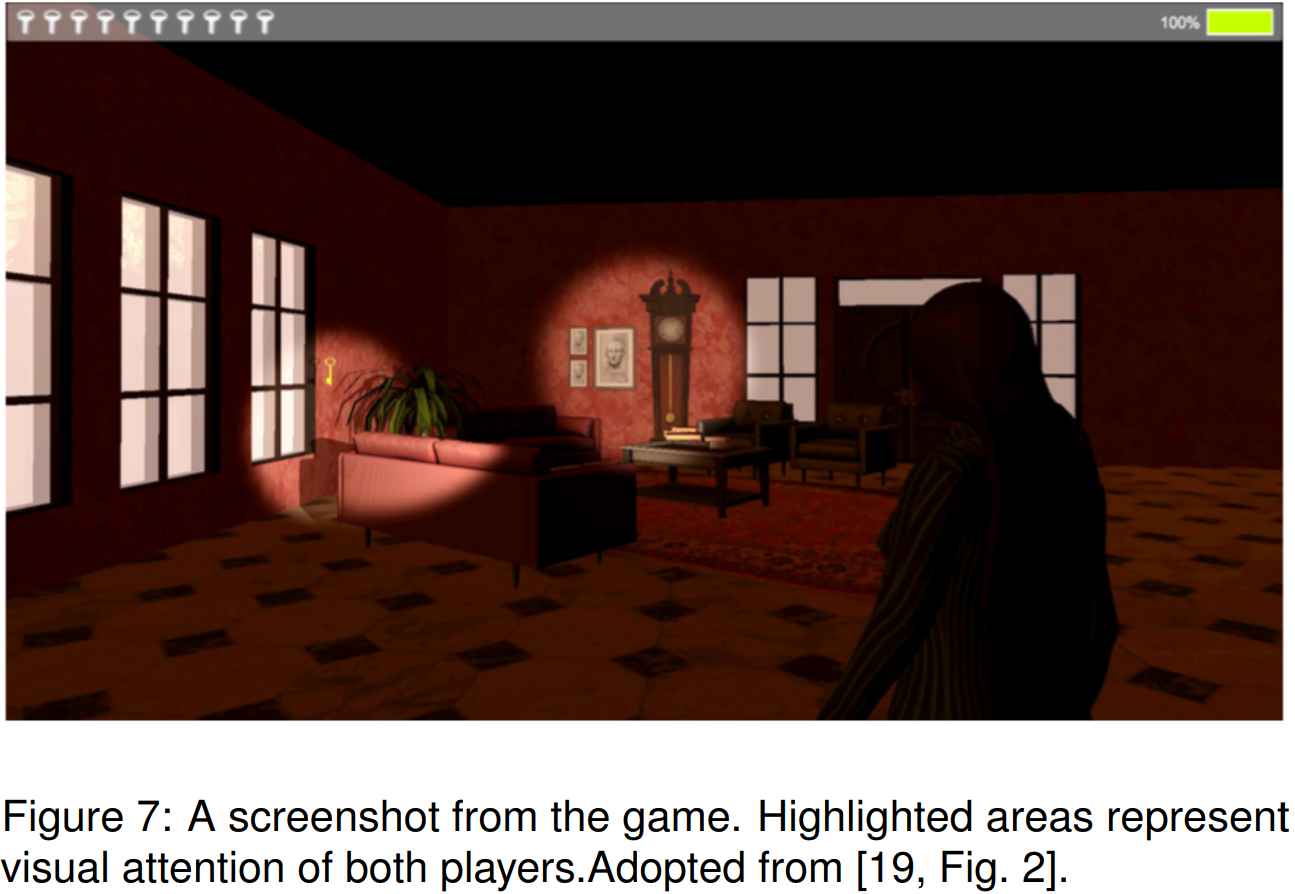 100%
Figure 7: A screenshot from the game. Highlighted areas represent
visual attention of both players.Adopted from [19, Fig. 2].